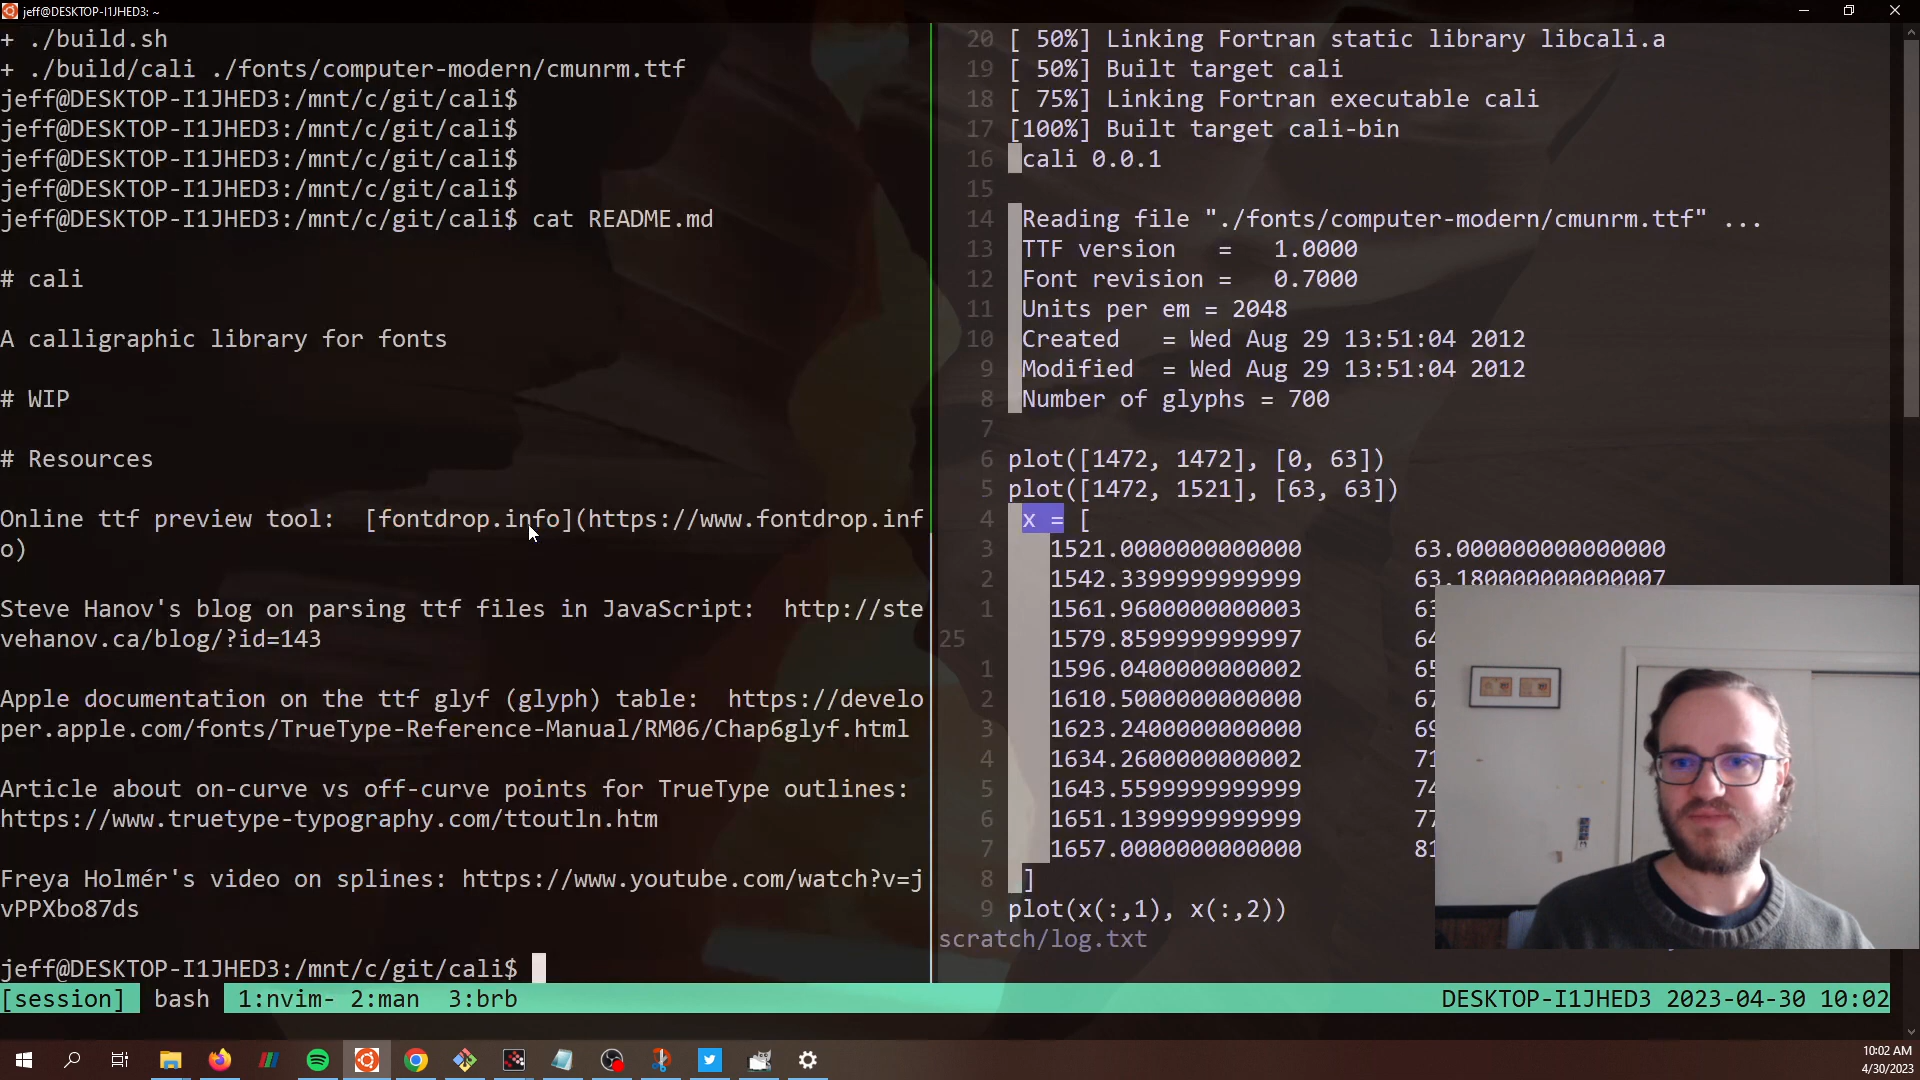 jeff@DESKTOP-I1JHED3: ~
+ ./build.sh
+ ./build/cali ./fonts/computer-modern/cmunrm.ttf
jeff@DESKTOP-I1JHED3:/mnt/c/git/cali$
jeff@DESKTOP-I1JHED3:/mnt/c/git/cali$
jeff@DESKTOP-I1JHED3:/mnt/c/git/cali$
jeff@DESKTOP-I1JHED3:/mnt/c/git/cali$
jeff@DESKTOP-I1JHED3:/mnt/c/git/cali$ cat README.md
# cali
A calligraphic library for fonts
# WIP
# Resources
Online ttf preview tool:  [fontdrop.info](https://www.fontdrop.inf
o)
Steve Hanov's blog on parsing ttf files in JavaScript:  http://ste
vehanov.ca/blog/?id=143
Apple documentation on the ttf glyf (glyph) table:  https://develo
per.apple.com/fonts/TrueType-Reference-Manual/RM06/Chap6glyf.html
Article about on-curve vs off-curve points for TrueType outlines:
https://www.truetype-typography.com/ttoutln.htm
Freya Holmér's video on splines: https://www.youtube.com/watch?v=j
vPPXbo87ds
jeff@DESKTOP-I1JHED3:/mnt/c/git/cali$
20 [ 50%] Linking Fortran static library libcali.a
19 [ 50%] Built target cali
18 [ 75%] Linking Fortran executable cali
17 [100%] Built target cali-bin
16 cali 0.0.1
15
14 Reading file "./fonts/computer-modern/cmunrm.ttf" ...
13 TTF version   =   1.0000
12 Font revision =   0.7000
11 Units per em = 2048
10 Created   = Wed Aug 29 13:51:04 2012
9 Modified  = Wed Aug 29 13:51:04 2012
8 Number of glyphs = 700
7
6 plot([1472, 1472], [0, 63])
5 plot([1472, 1521], [63, 63])
4 x = [
3 1521.0000000000000        63.000000000000000
2 1542.3399999999999        63.180000000000007
1 1561.9600000000003        63
25 1579.8599999999997        64
1 1596.0400000000002        65
2 1610.5000000000000        67
3 1623.2400000000000        69
4 1634.2600000000002        71
5 1643.5599999999999        74
6 1651.1399999999999        77
7 1657.0000000000000        81
8 ]
9 plot(x(:,1), x(:,2))
scratch/log.txt
[session] bash 1:nvim- 2:man  3:brb
DESKTOP-I1JHED3 2023-04-30 10:02
10:02 AM
4/30/2023